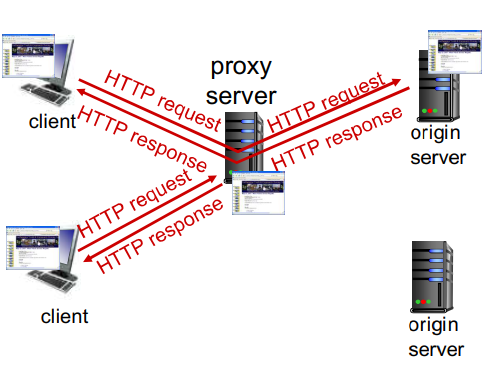 proxy
server
HTTP request
HTTP request
client
HTTP response
HTTP response
origin
server
HTTP request
HTTP response
client
origin
server